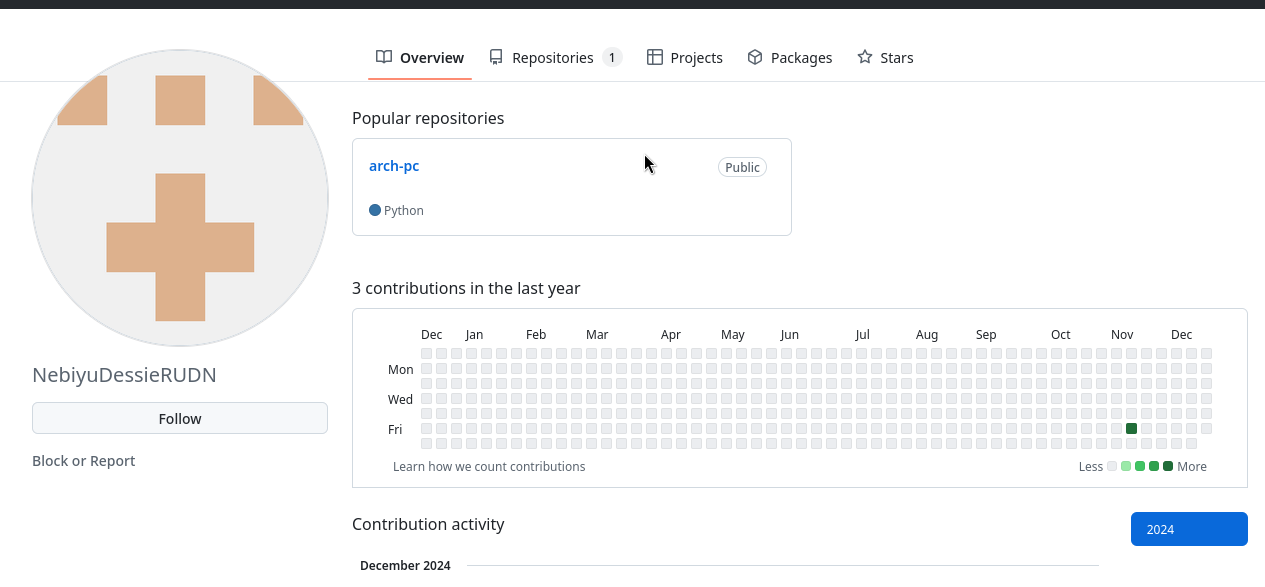 Overview Repositories 1 Projects Packages Stars
Popular repositories
arch-pc Public
Python
3 contributions in the last year
Dec Jan Feb Mar Apr May Jun Jul Aug Sep Oct Nov Dec
Mon
Wed
Fri
Learn how we count contributions Less More
NebiyuDessieRUDN
Follow
Block or Report
Contribution activity
2024
December 2024